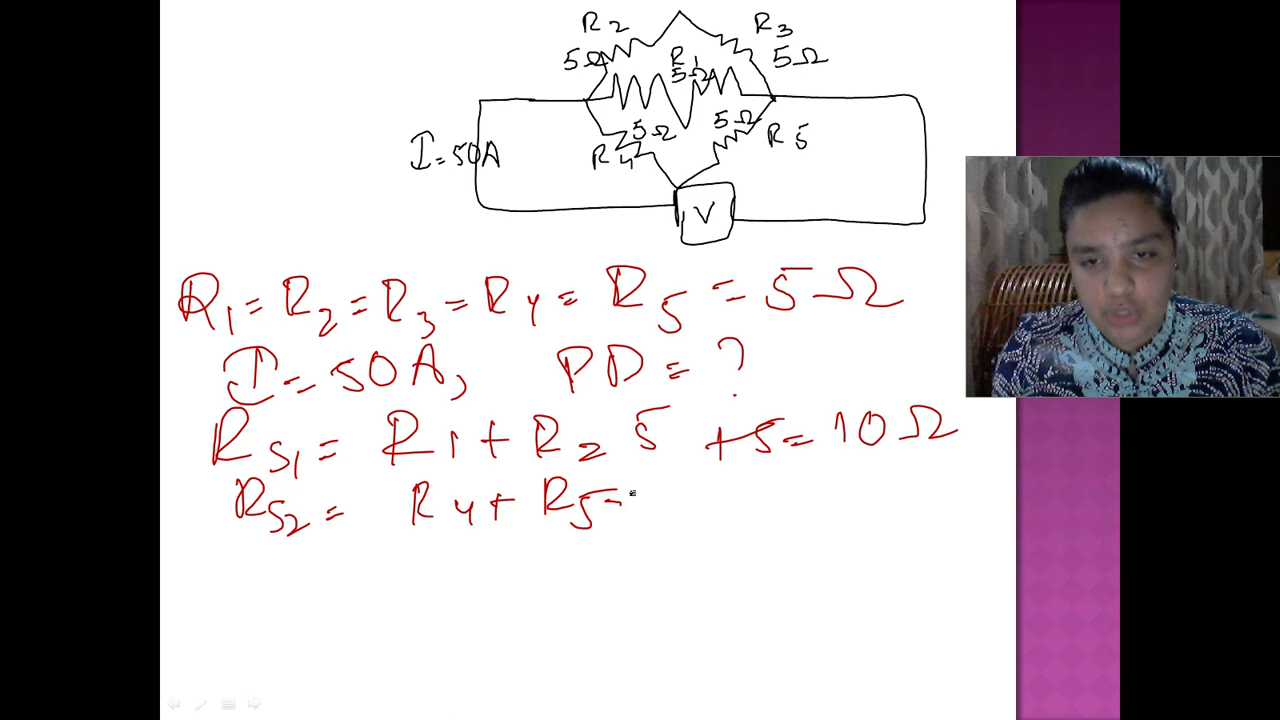 R2 R3
5Ω R1 5Ω
5Ω
5Ω 5Ω R5
I=50A R4
V
R1=R2=R3=R4=R5=5Ω
I=50A, PD=?
RS1= R1+R2 5 +5=10Ω
RS2= R4+R5=